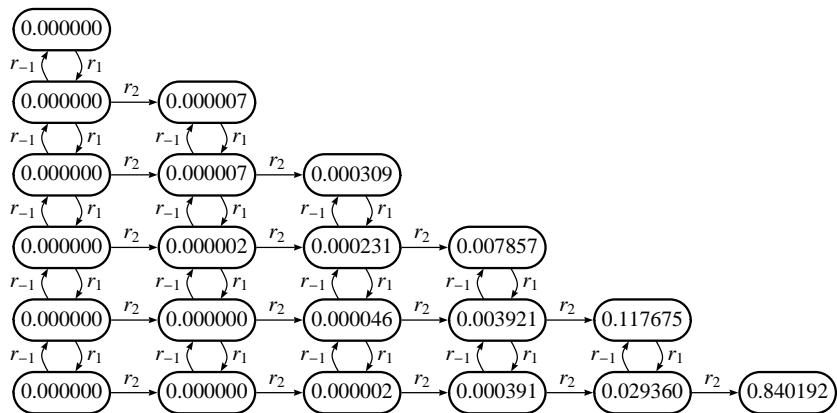 0.000000
r₋₁ r₁
0.000000 r₂ 0.000007
r₋₁ r₁ r₋₁ r₁
0.000000 r₂ 0.000007 r₂ 0.000309
r₋₁ r₁ r₋₁ r₁ r₋₁ r₁
0.000000 r₂ 0.000002 r₂ 0.000231 r₂ 0.007857
r₋₁ r₁ r₋₁ r₁ r₋₁ r₁ r₋₁ r₁
0.000000 r₂ 0.000000 r₂ 0.000046 r₂ 0.003921 r₂ 0.117675
r₋₁ r₁ r₋₁ r₁ r₋₁ r₁ r₋₁ r₁ r₋₁ r₁
0.000000 r₂ 0.000000 r₂ 0.000002 r₂ 0.000391 r₂ 0.029360 r₂ 0.840192